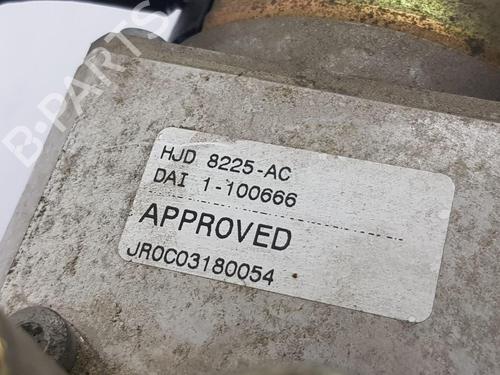 B-PARTS
HJD 8225-AC
DAI 1-100666
APPROVED
JR0C03180054